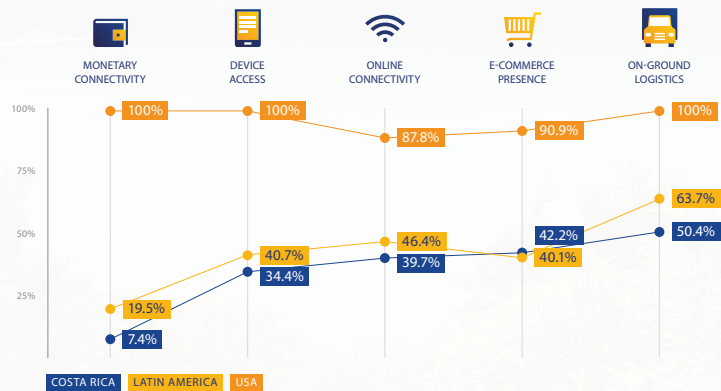 MONETARY
CONNECTIVITY
DEVICE
ACCESS
ONLINE
CONNECTIVITY
E-COMMERCE
PRESENCE
ON-GROUND
LOGISTICS
100%
75%
50%
25%
100%
100%
87.8%
90.9%
100%
19.5%
40.7%
46.4%
40.1%
63.7%
7.4%
34.4%
39.7%
42.2%
50.4%
COSTA RICA LATIN AMERICA USA